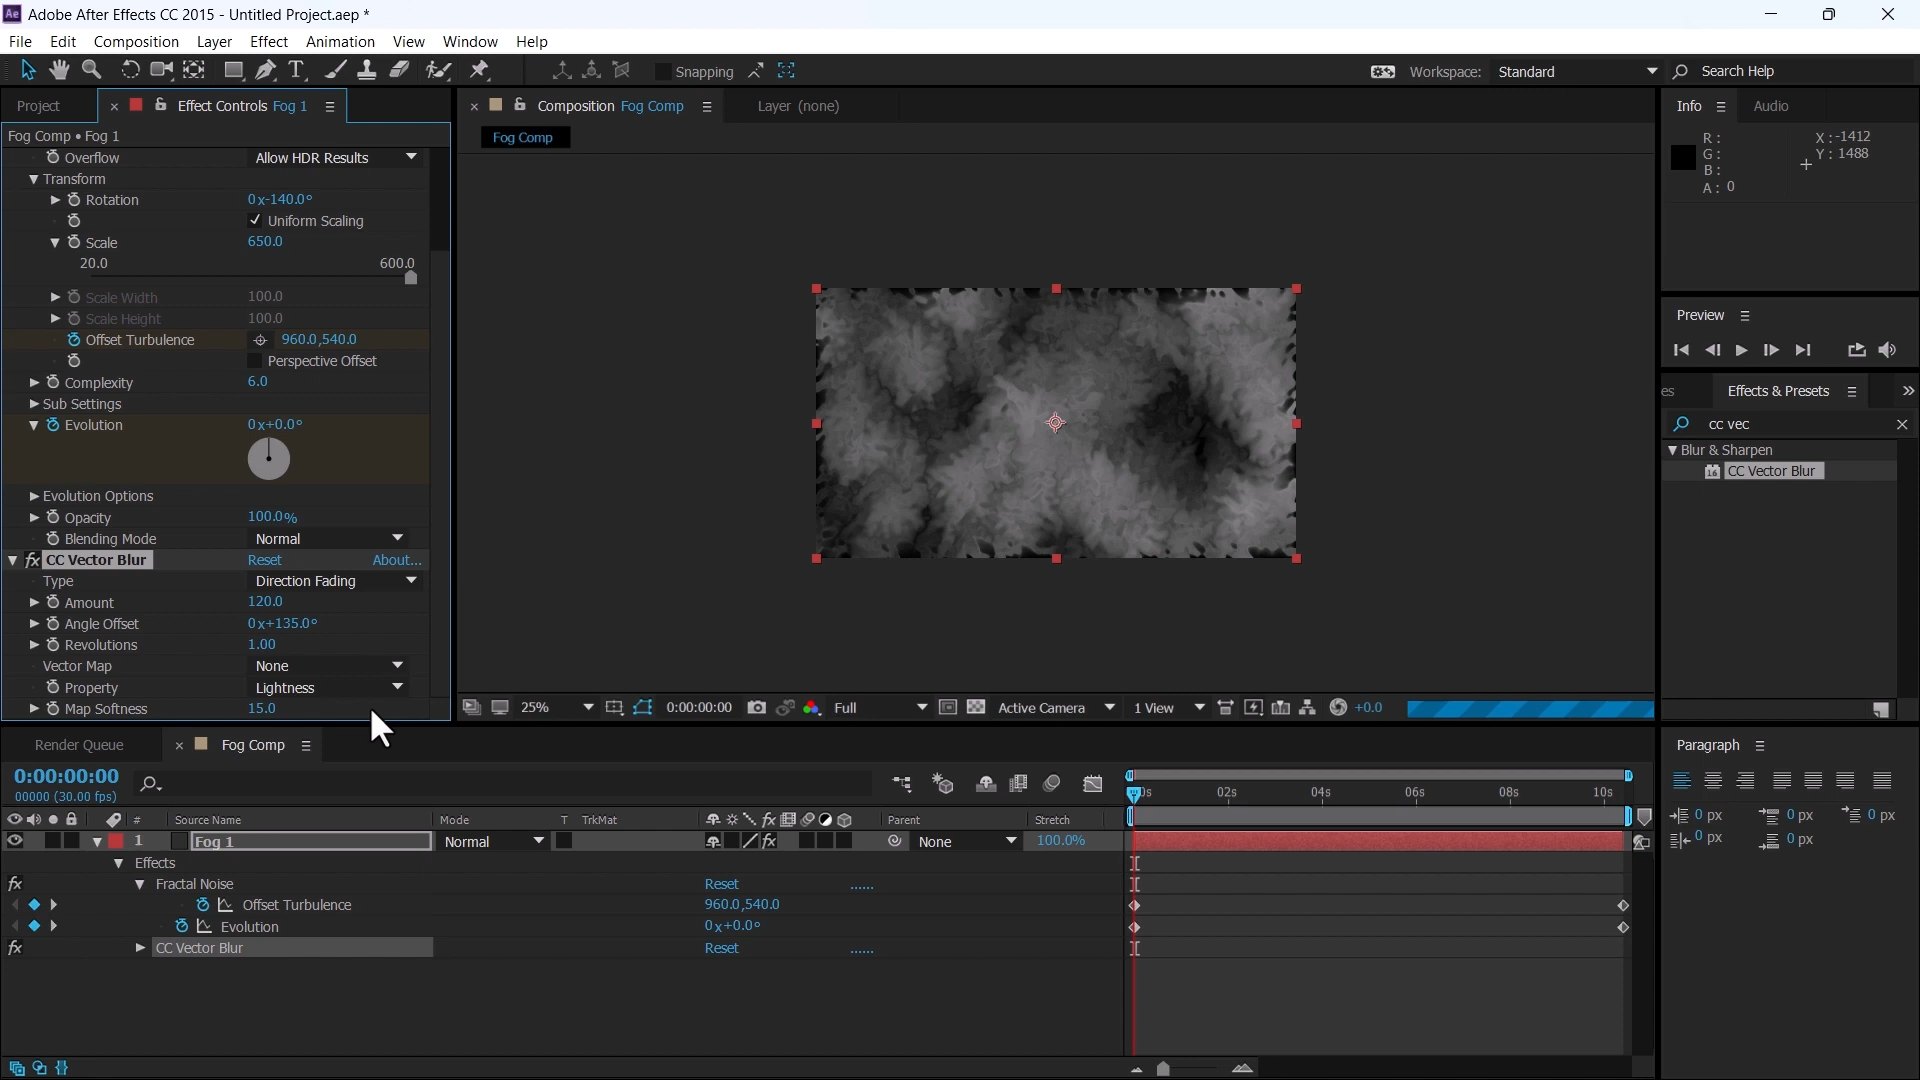 Adobe After Effects CC 2015 - Untitled Project.aep *
File Edit Composition Layer Effect Animation View Window Help
Snapping Workspace: Standard Search Help
Project Effect Controls Fog 1 Composition Fog Comp Layer (none) Info Audio
Fog Comp • Fog 1
Fog Comp
R: X: -1412
G: Y: 1488
B:
A: 0
Overflow Allow HDR Results
Transform
Rotation 0x-140.0°
Uniform Scaling
Scale 650.0
20.0 600.0
Scale Width 100.0
Scale Height 100.0
Offset Turbulence 960.0,540.0
Perspective Offset
Complexity 6.0
Sub Settings
Evolution 0x+0.0°
Evolution Options
Opacity 100.0%
Blending Mode Normal
CC Vector Blur Reset About...
Type Direction Fading
Amount 120.0
Angle Offset 0x+135.0°
Revolutions 1.00
Vector Map None
Property Lightness
Map Softness 15.0
Preview
es Effects & Presets
cc vec
Blur & Sharpen
16 CC Vector Blur
25% 0:00:00:00 Full Active Camera 1 View +0.0
Render Queue Fog Comp
0:00:00:00
00000 (30.00 fps)
02s 04s 06s 08s 10s
# Source Name Mode T TrkMat Parent Stretch
1 Fog 1 Normal None 100.0%
Effects
Fractal Noise Reset ......
Offset Turbulence 960.0,540.0
Evolution 0x+0.0°
CC Vector Blur Reset ......
Paragraph
0 px 0 px 0 px
0 px 0 px